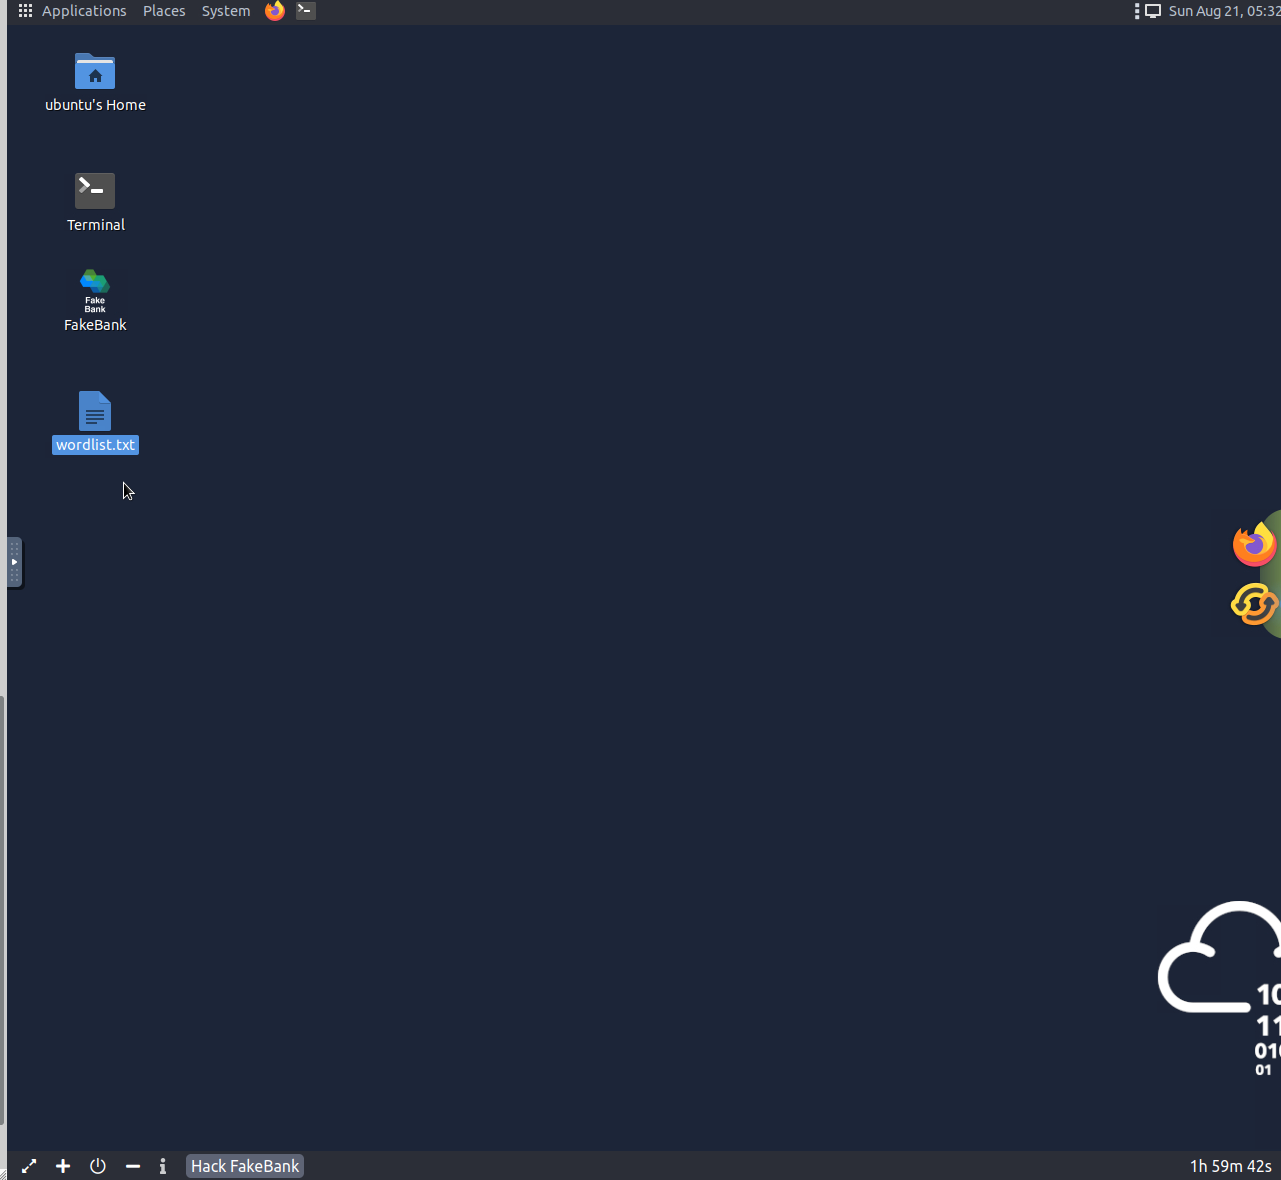 Applications Places System Sun Aug 21, 05:32
ubuntu's Home
Terminal
Fake
Bank
FakeBank
wordlist.txt
10
11
010
01
Hack FakeBank 1h 59m 42s